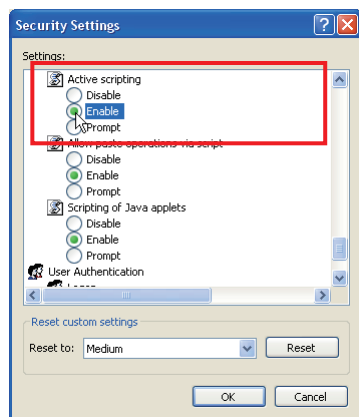 Security Settings
Settings:
Active scripting
Disable
Enable
Prompt
Allow paste operations via script
Disable
Enable
Prompt
Scripting of Java applets
Disable
Enable
Prompt
User Authentication
Logon
Reset custom settings
Reset to: Medium Reset
OK Cancel